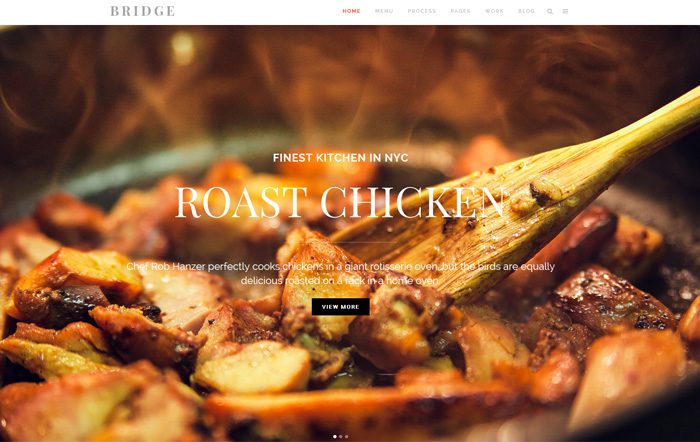 BRIDGE
HOME MENU PROCESS PAGES WORK BLOG
FINEST KITCHEN IN NYC
ROAST CHICKEN
Chef Rob Hanzer perfectly cooks chickens in a giant rotisserie oven, but the birds are equally
delicious roasted on a rack in a home oven.
VIEW MORE